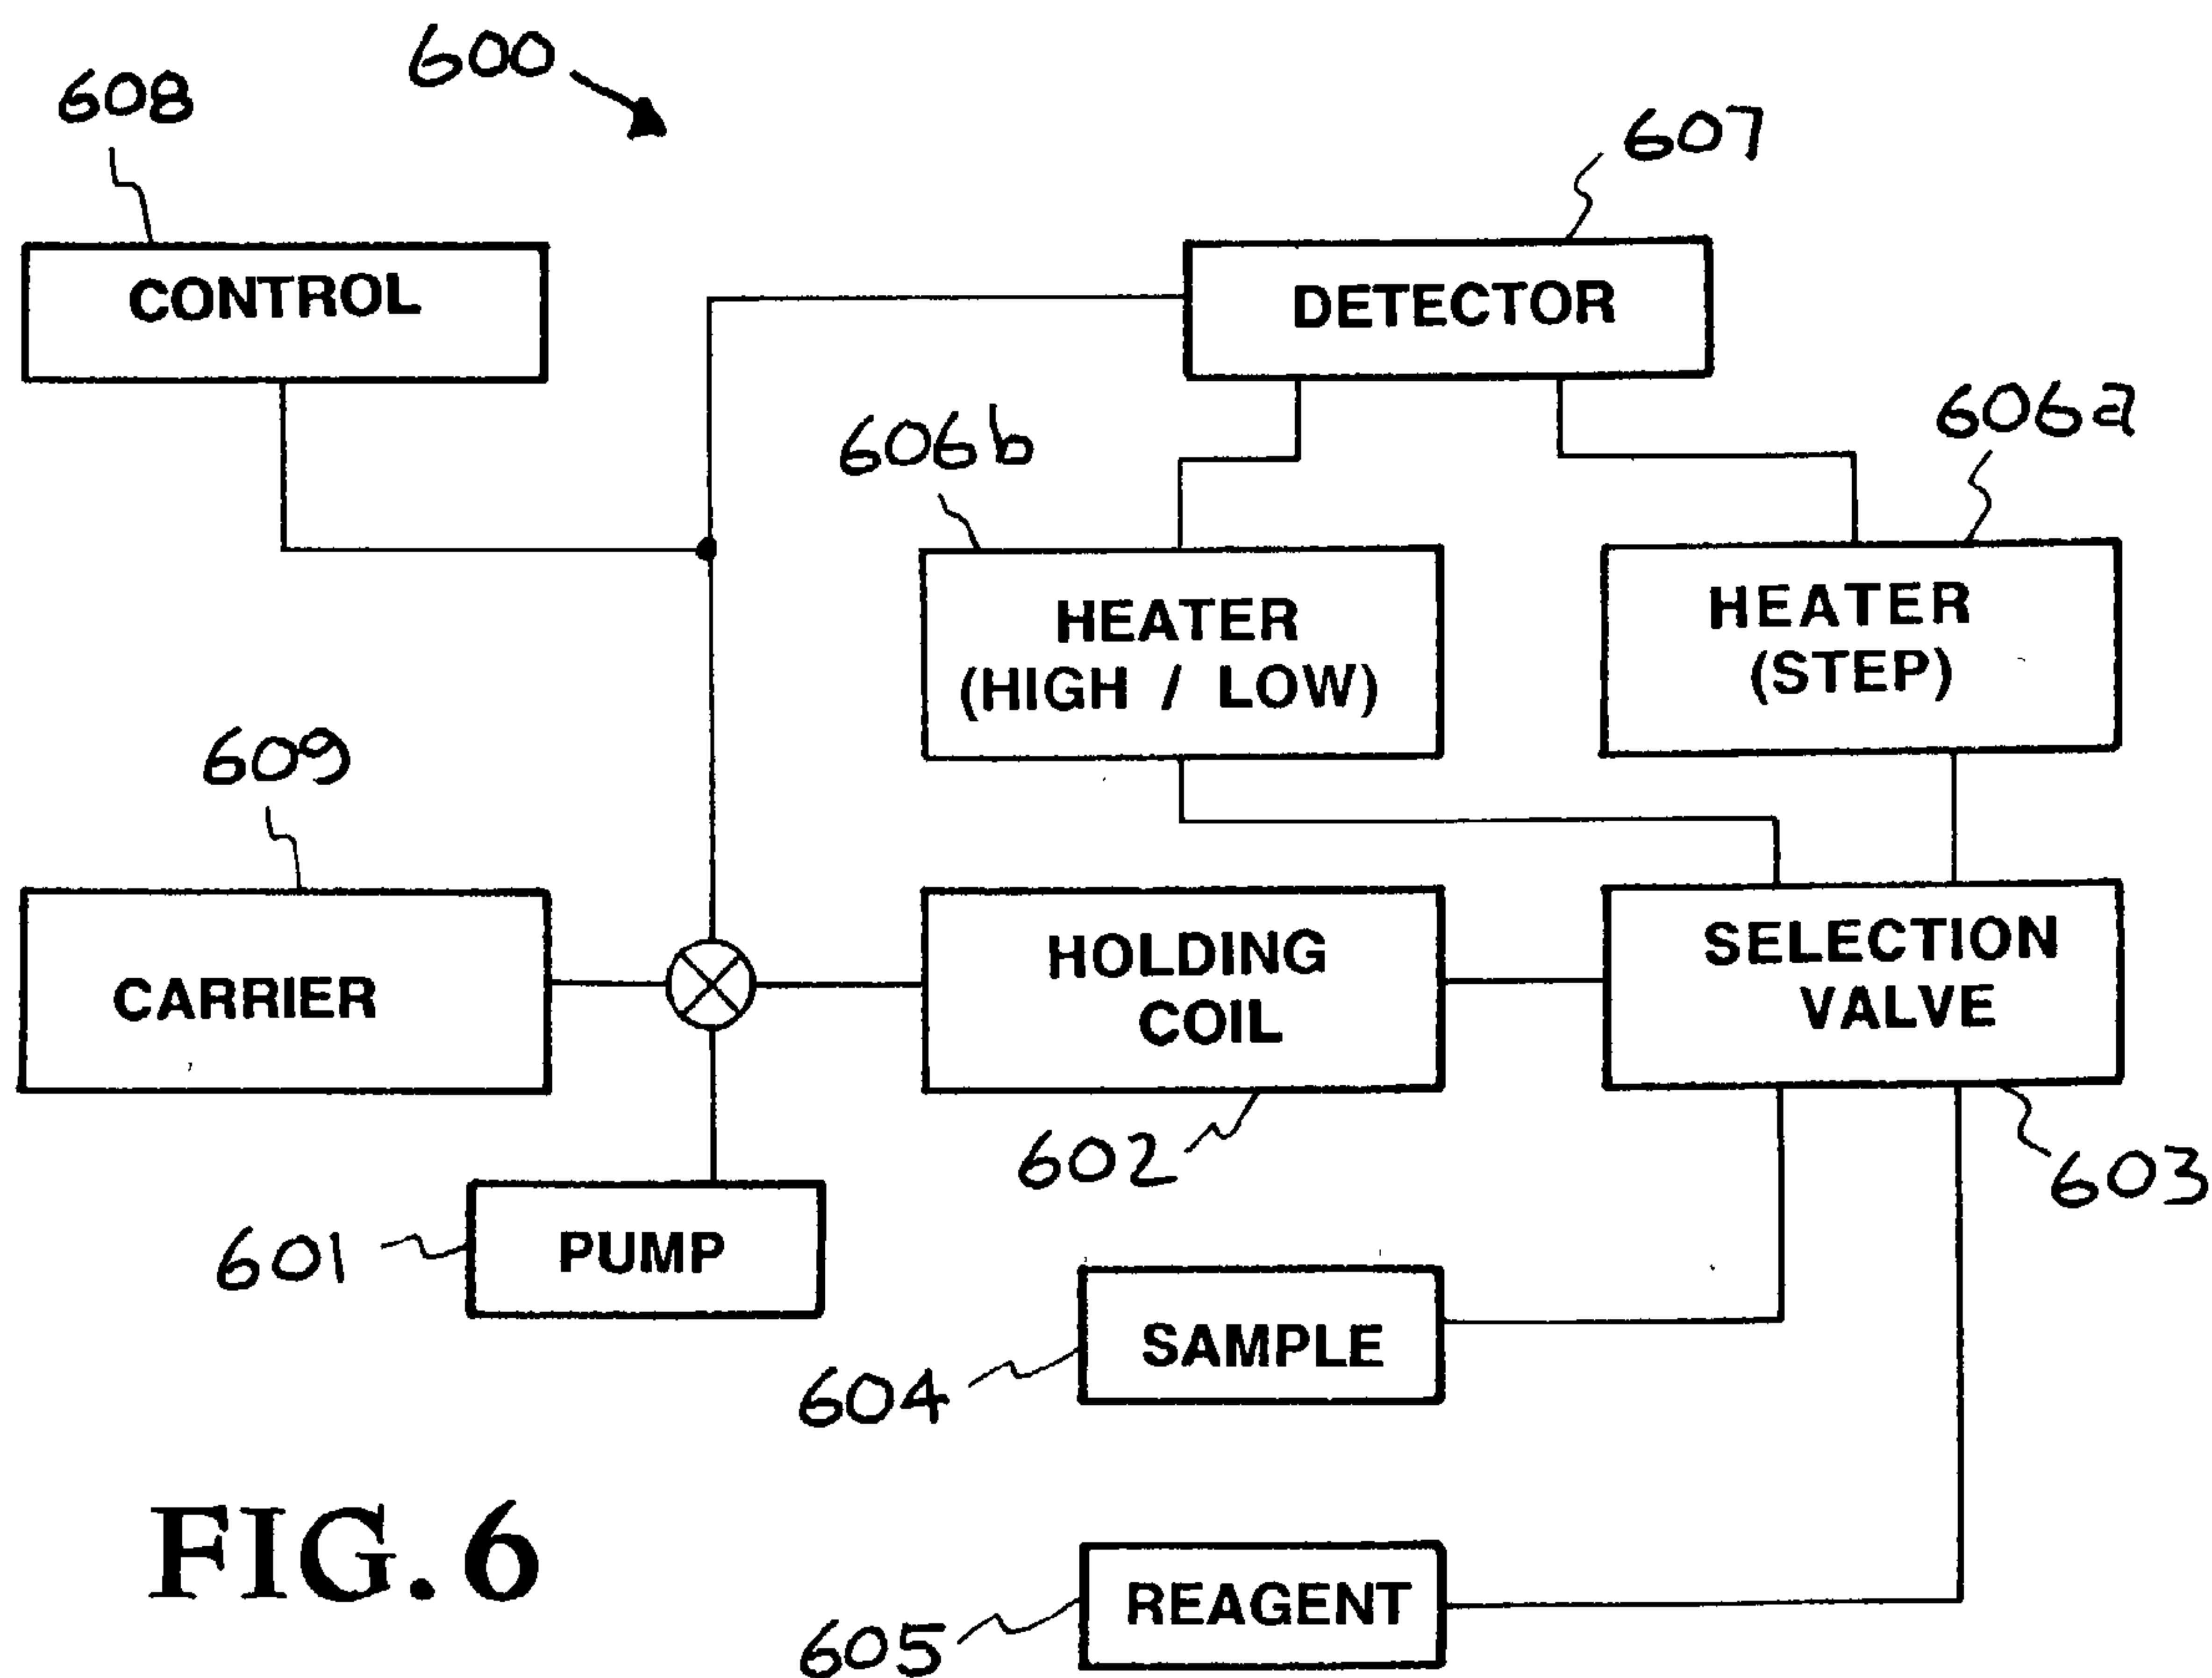 600
608
607
CONTROL
DETECTOR
606b
606a
HEATER
(HIGH / LOW)
HEATER
(STEP)
609
CARRIER
HOLDING
COIL
SELECTION
VALVE
602
603
601
PUMP
604
SAMPLE
605
REAGENT
FIG. 6